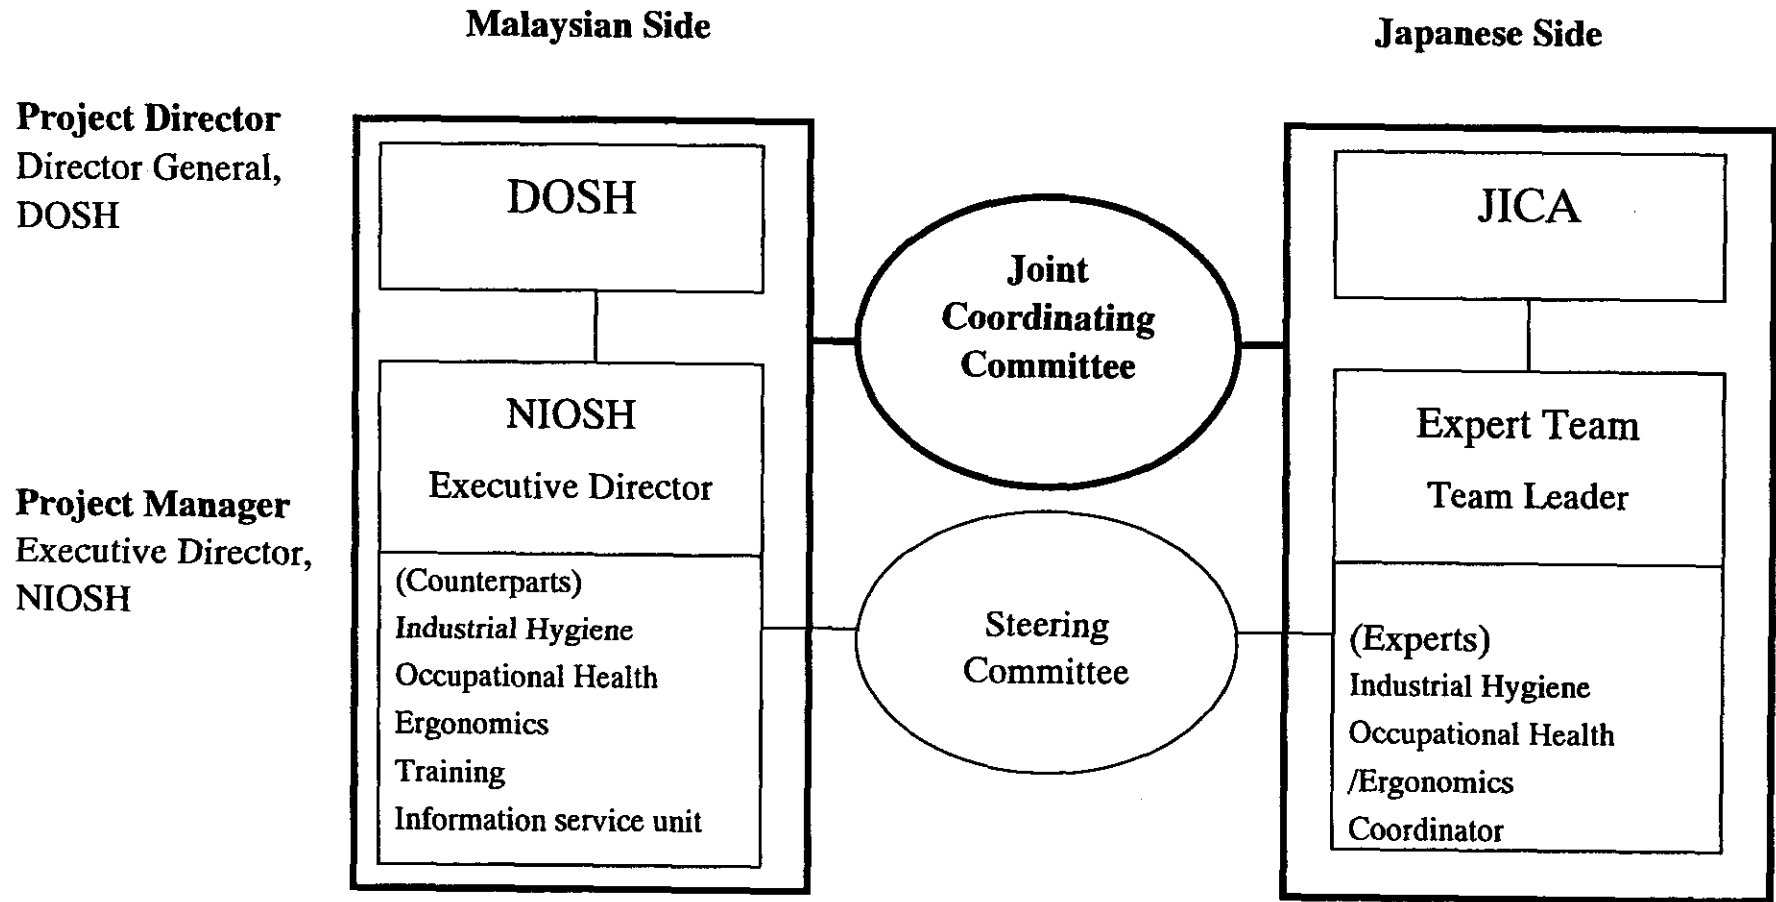 Malaysian Side
Japanese Side
Project Director
Director General,
DOSH
Project Manager
Executive Director,
NIOSH
DOSH
NIOSH
Executive Director
(Counterparts)
Industrial Hygiene
Occupational Health
Ergonomics
Training
Information service unit
Joint
Coordinating
Committee
Steering
Committee
JICA
Expert Team
Team Leader
(Experts)
Industrial Hygiene
Occupational Health
/Ergonomics
Coordinator